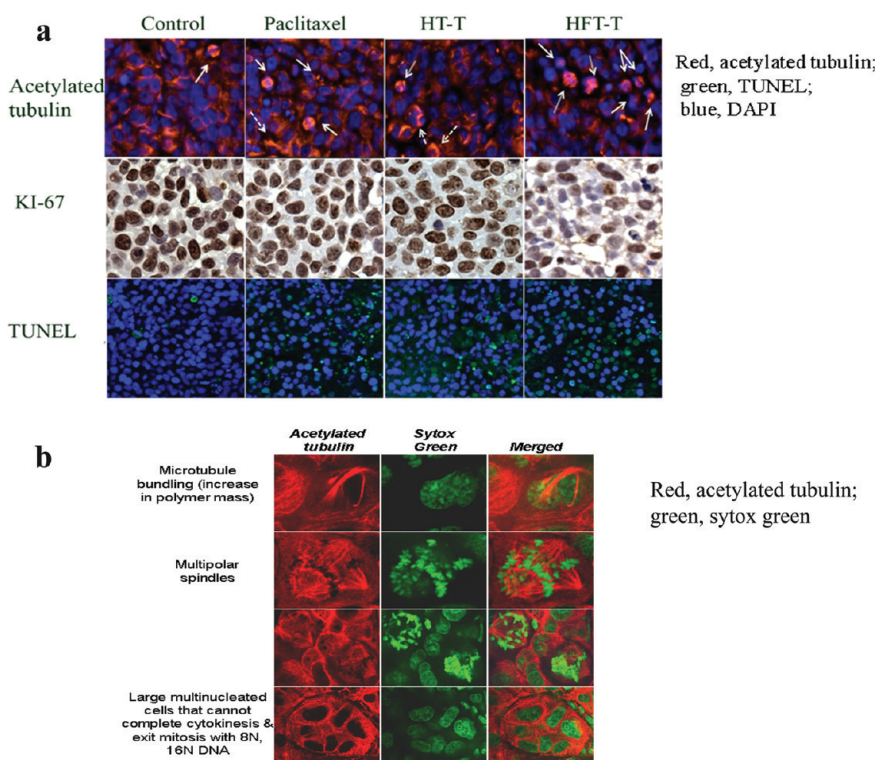 a
Control Paclitaxel HT-T HFT-T
Acetylated
tubulin
Red, acetylated tubulin;
green, TUNEL;
blue, DAPI
KI-67
TUNEL
b
Acetylated
tubulin
Sytox
Green
Merged
Microtubule
bundling (increase
in polymer mass)
Red, acetylated tubulin;
green, sytox green
Multipolar
spindles
Large multinucleated
cells that cannot
complete cytokinesis &
exit mitosis with 8N,
16N DNA